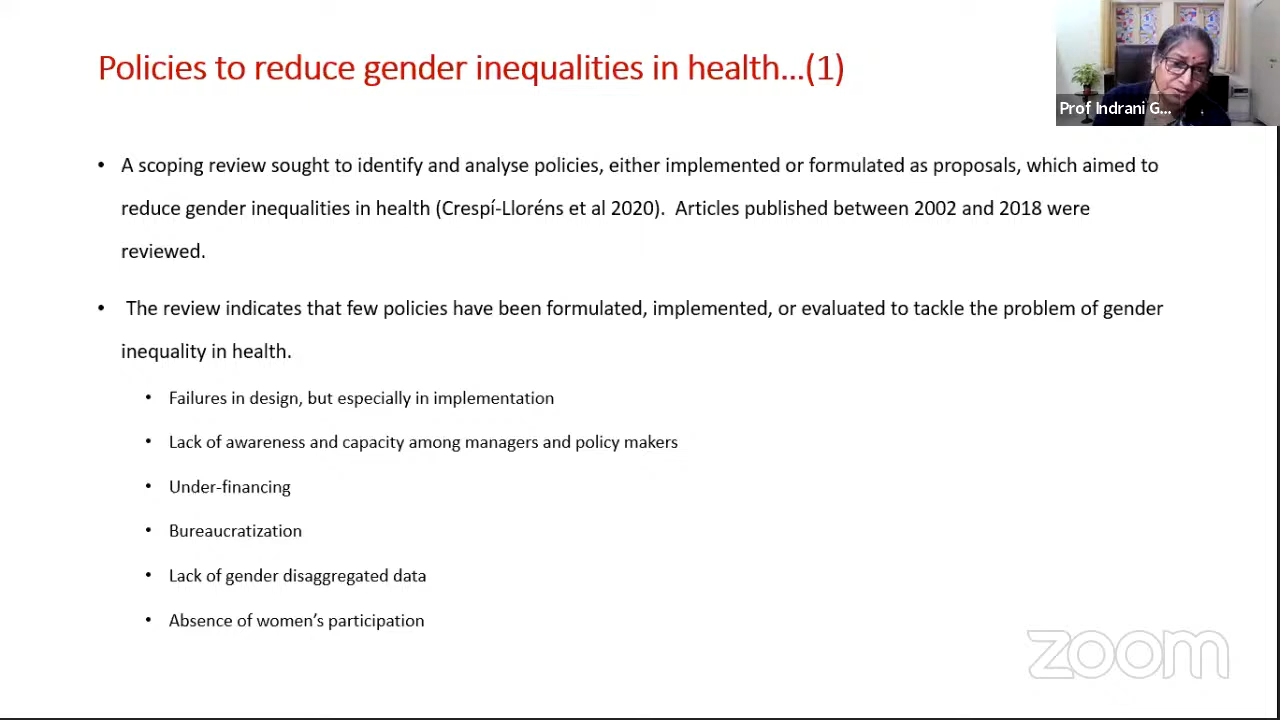 Policies to reduce gender inequalities in health...(1)
Prof Indrani G...
• A scoping review sought to identify and analyse policies, either implemented or formulated as proposals, which aimed to
reduce gender inequalities in health (Crespí-Lloréns et al 2020). Articles published between 2002 and 2018 were
reviewed.
• The review indicates that few policies have been formulated, implemented, or evaluated to tackle the problem of gender
inequality in health.
• Failures in design, but especially in implementation
• Lack of awareness and capacity among managers and policy makers
• Under-financing
• Bureaucratization
• Lack of gender disaggregated data
• Absence of women’s participation
zoom